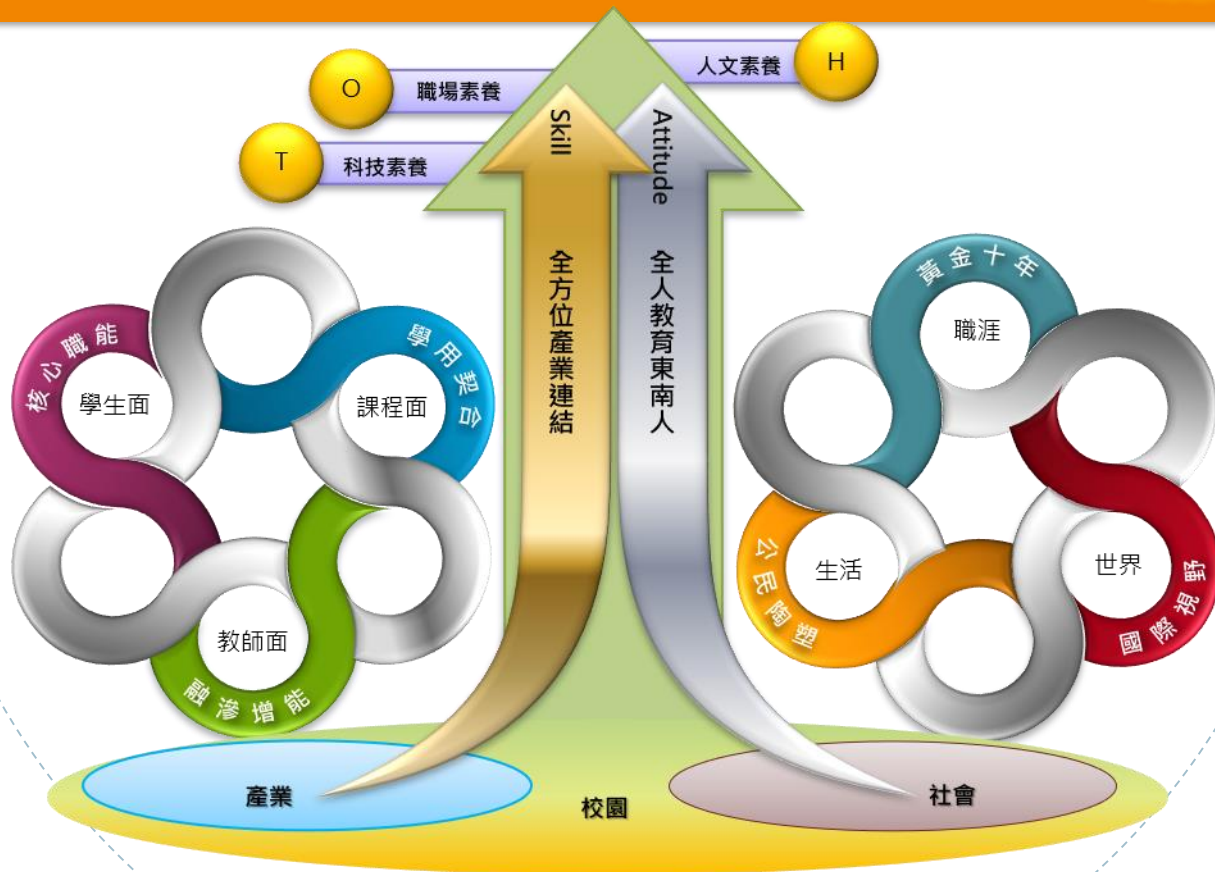 H
人文素養
O
職場素養
T
科技素養
Skill
Attitude
全方位產業連結
全人教育東南人
核心職能
學生面
學用契合
課程面
教師面
融滲增能
黃金十年
職涯
生活
公民陶塑
世界
國際視野
產業
校園
社會